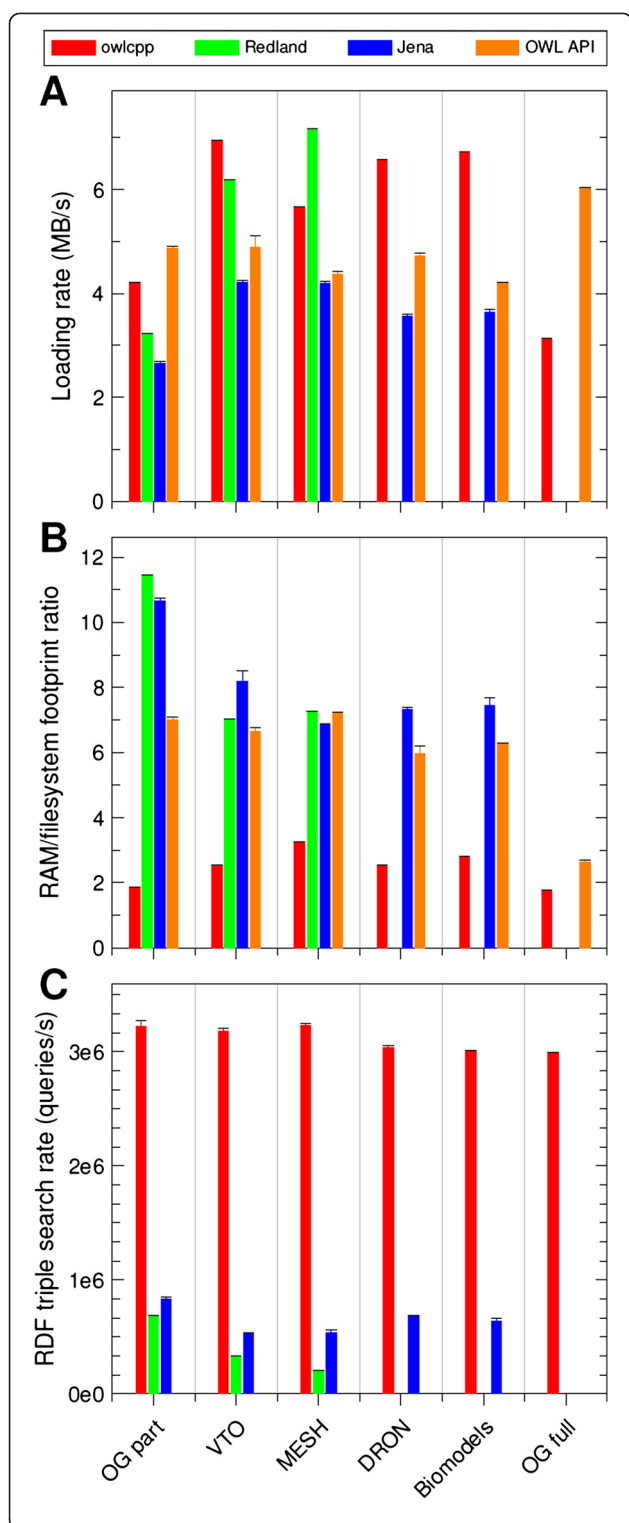 owlcpp Redland Jena OWL API
A
Loading rate (MB/s)
6
4
2
0
B
RAM/filesystem footprint ratio
12
10
8
6
4
2
0
C
RDF triple search rate (queries/s)
3e6
2e6
1e6
0e0
OG part VTO MESH DRON Biomodels OG full